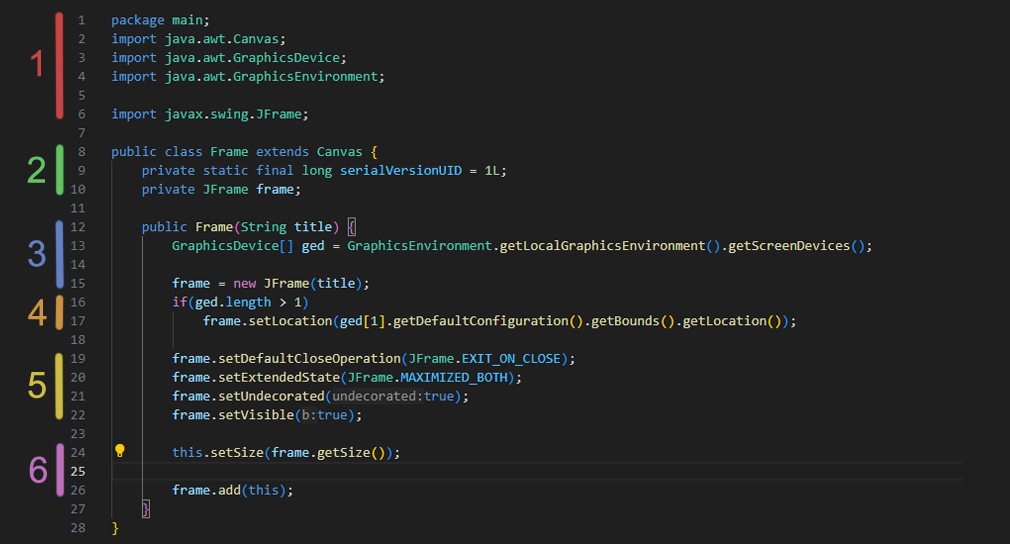 1 package main;
2 import java.awt.Canvas;
3 import java.awt.GraphicsDevice;
4 import java.awt.GraphicsEnvironment;
1
5
6 import javax.swing.JFrame;
7
8 public class Frame extends Canvas {
2
9 private static final long serialVersionUID = 1L;
10 private JFrame frame;
11
12 public Frame(String title) {
13 GraphicsDevice[] ged = GraphicsEnvironment.getLocalGraphicsEnvironment().getScreenDevices();
3
14
15 frame = new JFrame(title);
16 if(ged.length > 1)
4
17 frame.setLocation(ged[1].getDefaultConfiguration().getBounds().getLocation());
18
19 frame.setDefaultCloseOperation(JFrame.EXIT_ON_CLOSE);
20 frame.setExtendedState(JFrame.MAXIMIZED_BOTH);
5
21 frame.setUndecorated(undecorated:true);
22 frame.setVisible(b:true);
23
24 this.setSize(frame.getSize());
6
25
26 frame.add(this);
27 }
28 }